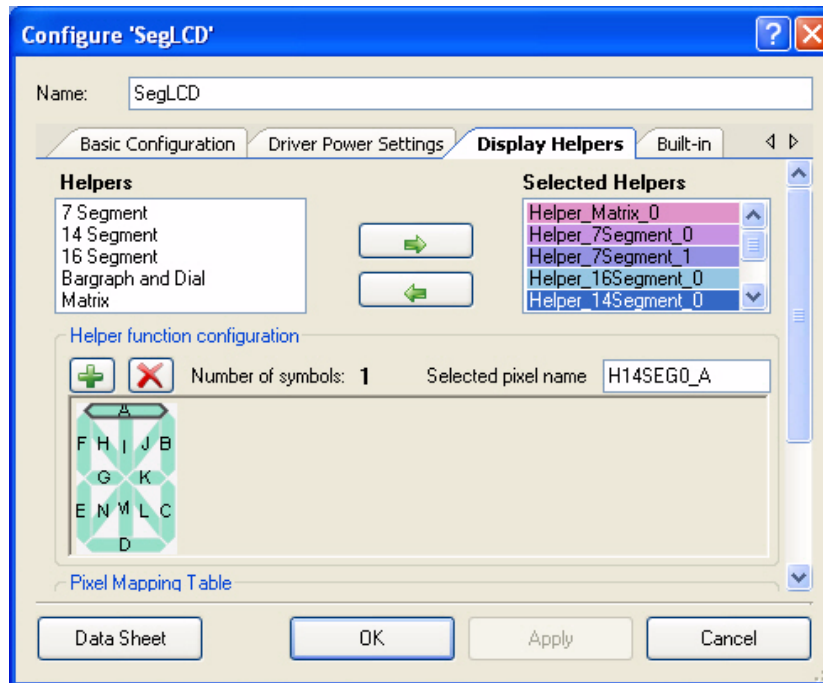 Configure 'SegLCD'
Name: SegLCD
Basic Configuration Driver Power Settings Display Helpers Built-in
Helpers Selected Helpers
7 Segment Helper_Matrix_0
14 Segment Helper_7Segment_0
16 Segment Helper_7Segment_1
Bargraph and Dial Helper_16Segment_0
Matrix Helper_14Segment_0
Helper function configuration
Number of symbols: 1 Selected pixel name H14SEG0_A
A
F H I J B
G K
E N M L C
D
Pixel Mapping Table
Data Sheet OK Apply Cancel